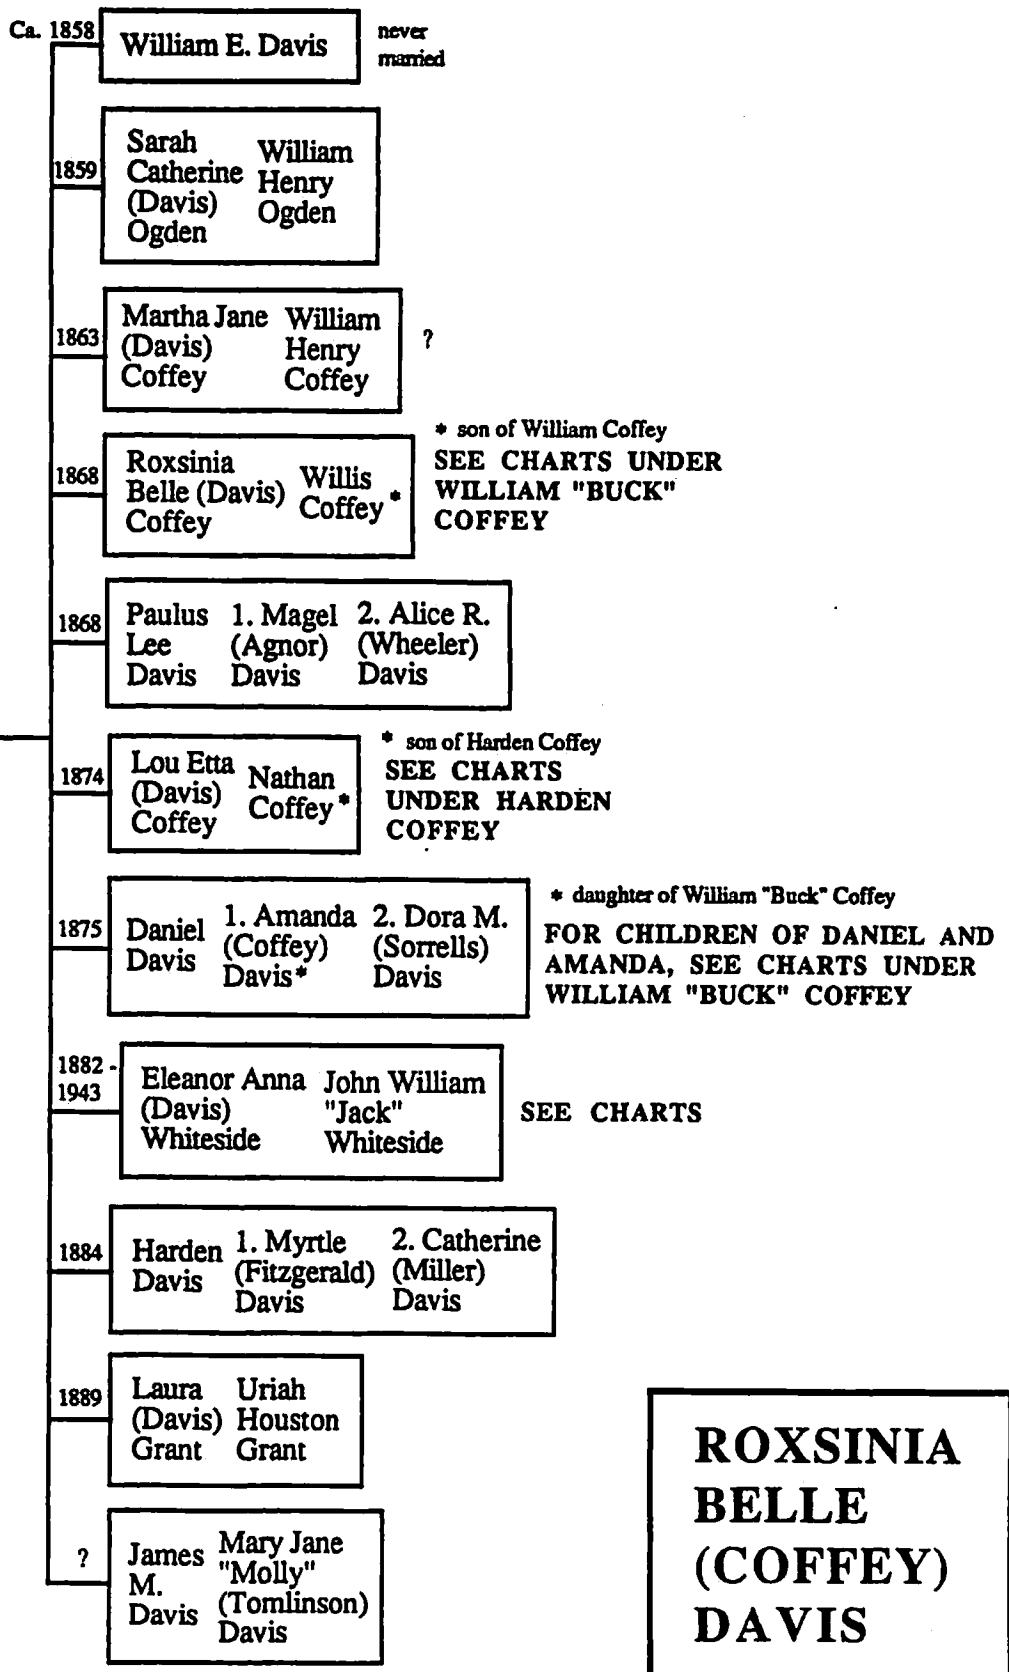 Ca. 1858
William E. Davis
never
married
1859
Sarah
Catherine
(Davis)
Ogden
William
Henry
Ogden
1863
Martha Jane
(Davis)
Coffey
William
Henry
Coffey
?
1868
Roxsinia
Belle (Davis)
Coffey
Willis
Coffey *
* son of William Coffey
SEE CHARTS UNDER
WILLIAM "BUCK"
COFFEY
1868
Paulus
Lee
Davis
1. Magel
(Agnor)
Davis
2. Alice R.
(Wheeler)
Davis
1874
Lou Etta
(Davis)
Coffey
Nathan
Coffey *
* son of Harden Coffey
SEE CHARTS
UNDER HARDEN
COFFEY
1875
Daniel
Davis
1. Amanda
(Coffey)
Davis*
2. Dora M.
(Sorrells)
Davis
* daughter of William "Buck" Coffey
FOR CHILDREN OF DANIEL AND
AMANDA, SEE CHARTS UNDER
WILLIAM "BUCK" COFFEY
1882 -
1943
Eleanor Anna
(Davis)
Whiteside
John William
"Jack"
Whiteside
SEE CHARTS
1884
Harden
Davis
1. Myrtle
(Fitzgerald)
Davis
2. Catherine
(Miller)
Davis
1889
Laura
(Davis)
Grant
Uriah
Houston
Grant
?
James
M.
Davis
Mary Jane
"Molly"
(Tomlinson)
Davis
ROXSINIA
BELLE
(COFFEY)
DAVIS